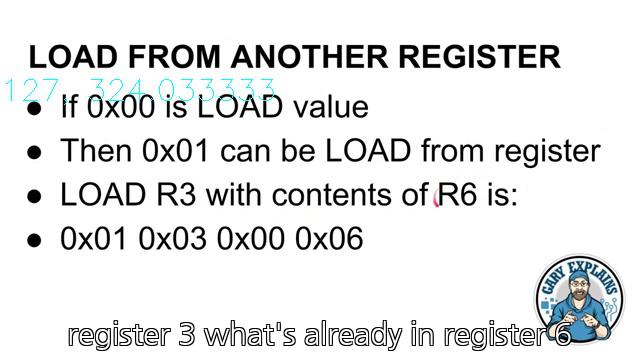 LOAD FROM ANOTHER REGISTER
127, 324.033333
● If 0x00 is LOAD value
● Then 0x01 can be LOAD from register
● LOAD R3 with contents of R6 is:
● 0x01 0x03 0x00 0x06
GARY EXPLAINS
register 3 what's already in register 6